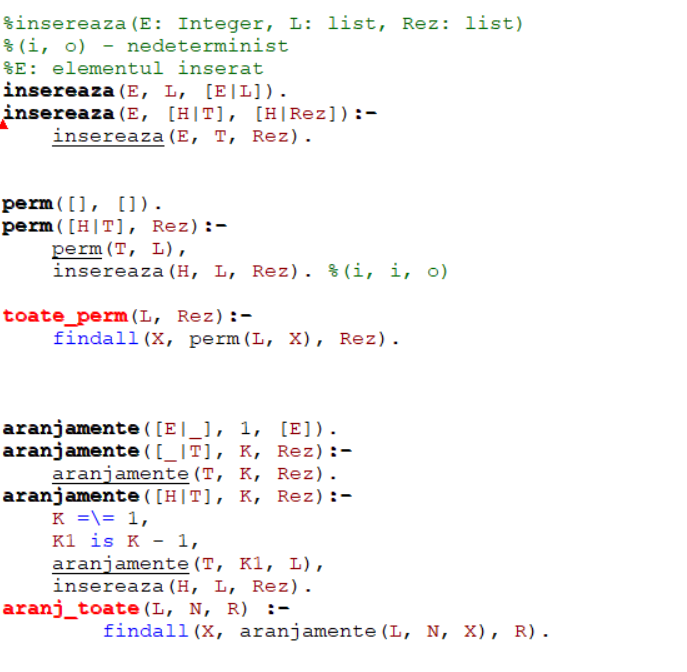 %insereaza(E: Integer, L: list, Rez: list)
%(i, o) - nedeterminist
%E: elementul inserat
insereaza(E, L, [E|L]).
insereaza(E, [H|T], [H|Rez]):-
    insereaza(E, T, Rez).
perm([], []).
perm([H|T], Rez):-
    perm(T, L),
    insereaza(H, L, Rez). %(i, i, o)
toate_perm(L, Rez):-
    findall(X, perm(L, X), Rez).
aranjamente([E|_], 1, [E]).
aranjamente([_|T], K, Rez):-
    aranjamente(T, K, Rez).
aranjamente([H|T], K, Rez):-
    K =\= 1,
    K1 is K - 1,
    aranjamente(T, K1, L),
    insereaza(H, L, Rez).
aranj_toate(L, N, R) :-
        findall(X, aranjamente(L, N, X), R).